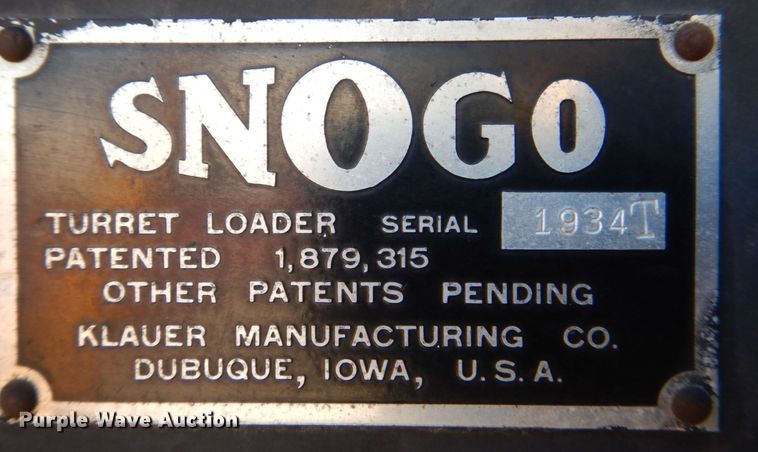 SNOGO
TURRET LOADER SERIAL 1934T
PATENTED 1,879,315
OTHER PATENTS PENDING
KLAUER MANUFACTURING CO.
DUBUQUE, IOWA, U.S.A.
Purple Wave Auction